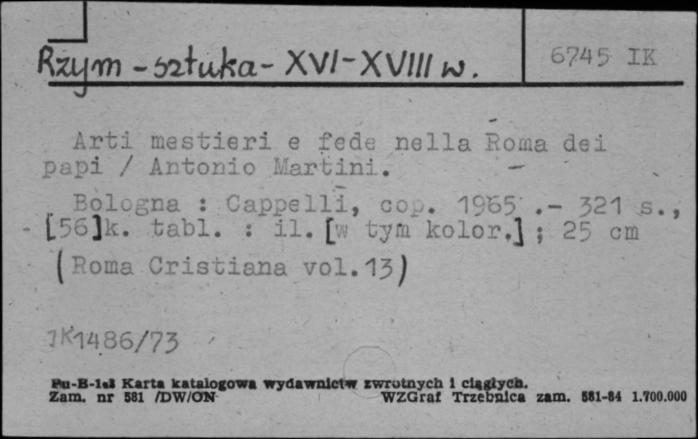 Rzym - sztuka - XVI - XVIII w.
6745 IK
Arti mestieri e fede nella Roma dei
papi / Antonio Martini.
Bologna : Cappelli, cop. 1965 .- 321 s.,
[56]k. tabl. : il. [w tym kolor.] ; 25 cm
(Roma Cristiana vol.13)
IK1486/73
Pu-B-1 Karta katalogowa wydawnictw zwrotnych i ciągłych.
Zam. nr 581 /DW/ON WZGraf Trzebnica zam. 581-84 1.700.000